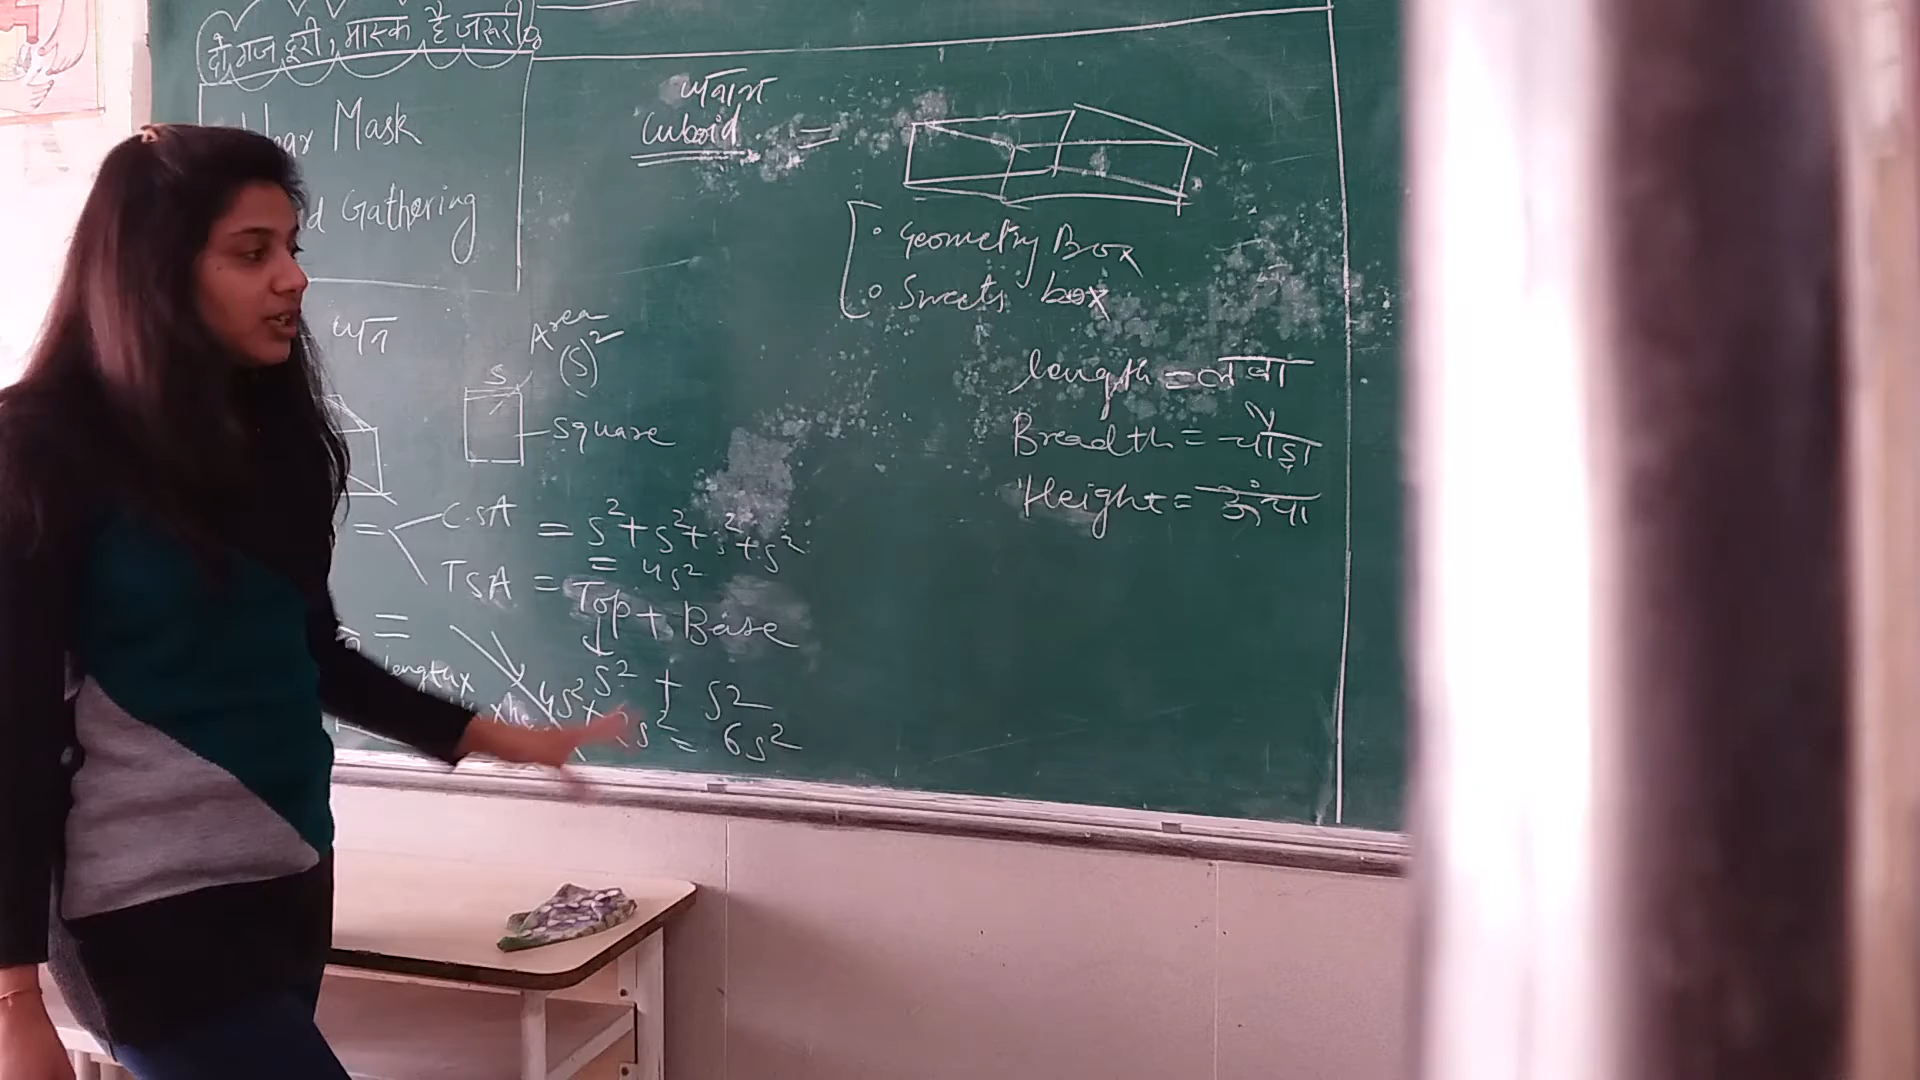 दो गज दूरी, मास्क है जरूरी
Wear Mask
Gathering
घन
S
Area
(S)²
Square
= C.S.A = s² + s² + s² + s²
= 4s²
TSA = Top + Base
s² + s²
4s² + 2s² = 6s²
length x
घनाभ
Cuboid =
Geometry Box
Sweets box
length = लंबा
Breadth = चौड़ा
Height = ऊँचा